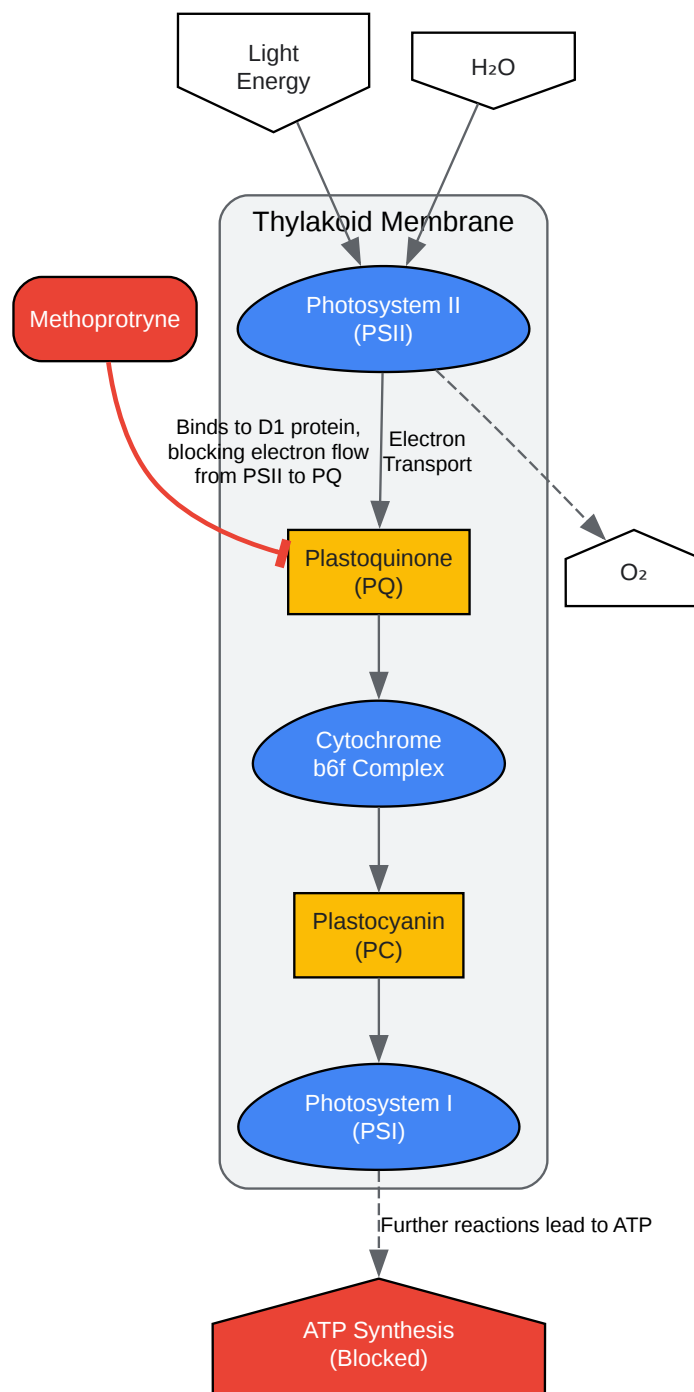 Light
Energy
H₂O
Thylakoid Membrane
Methoprotryne
Photosystem II
(PSII)
Binds to D1 protein,
blocking electron flow
from PSII to PQ
Electron
Transport
Plastoquinone
(PQ)
O₂
Cytochrome
b6f Complex
Plastocyanin
(PC)
Photosystem I
(PSI)
Further reactions lead to ATP
ATP Synthesis
(Blocked)